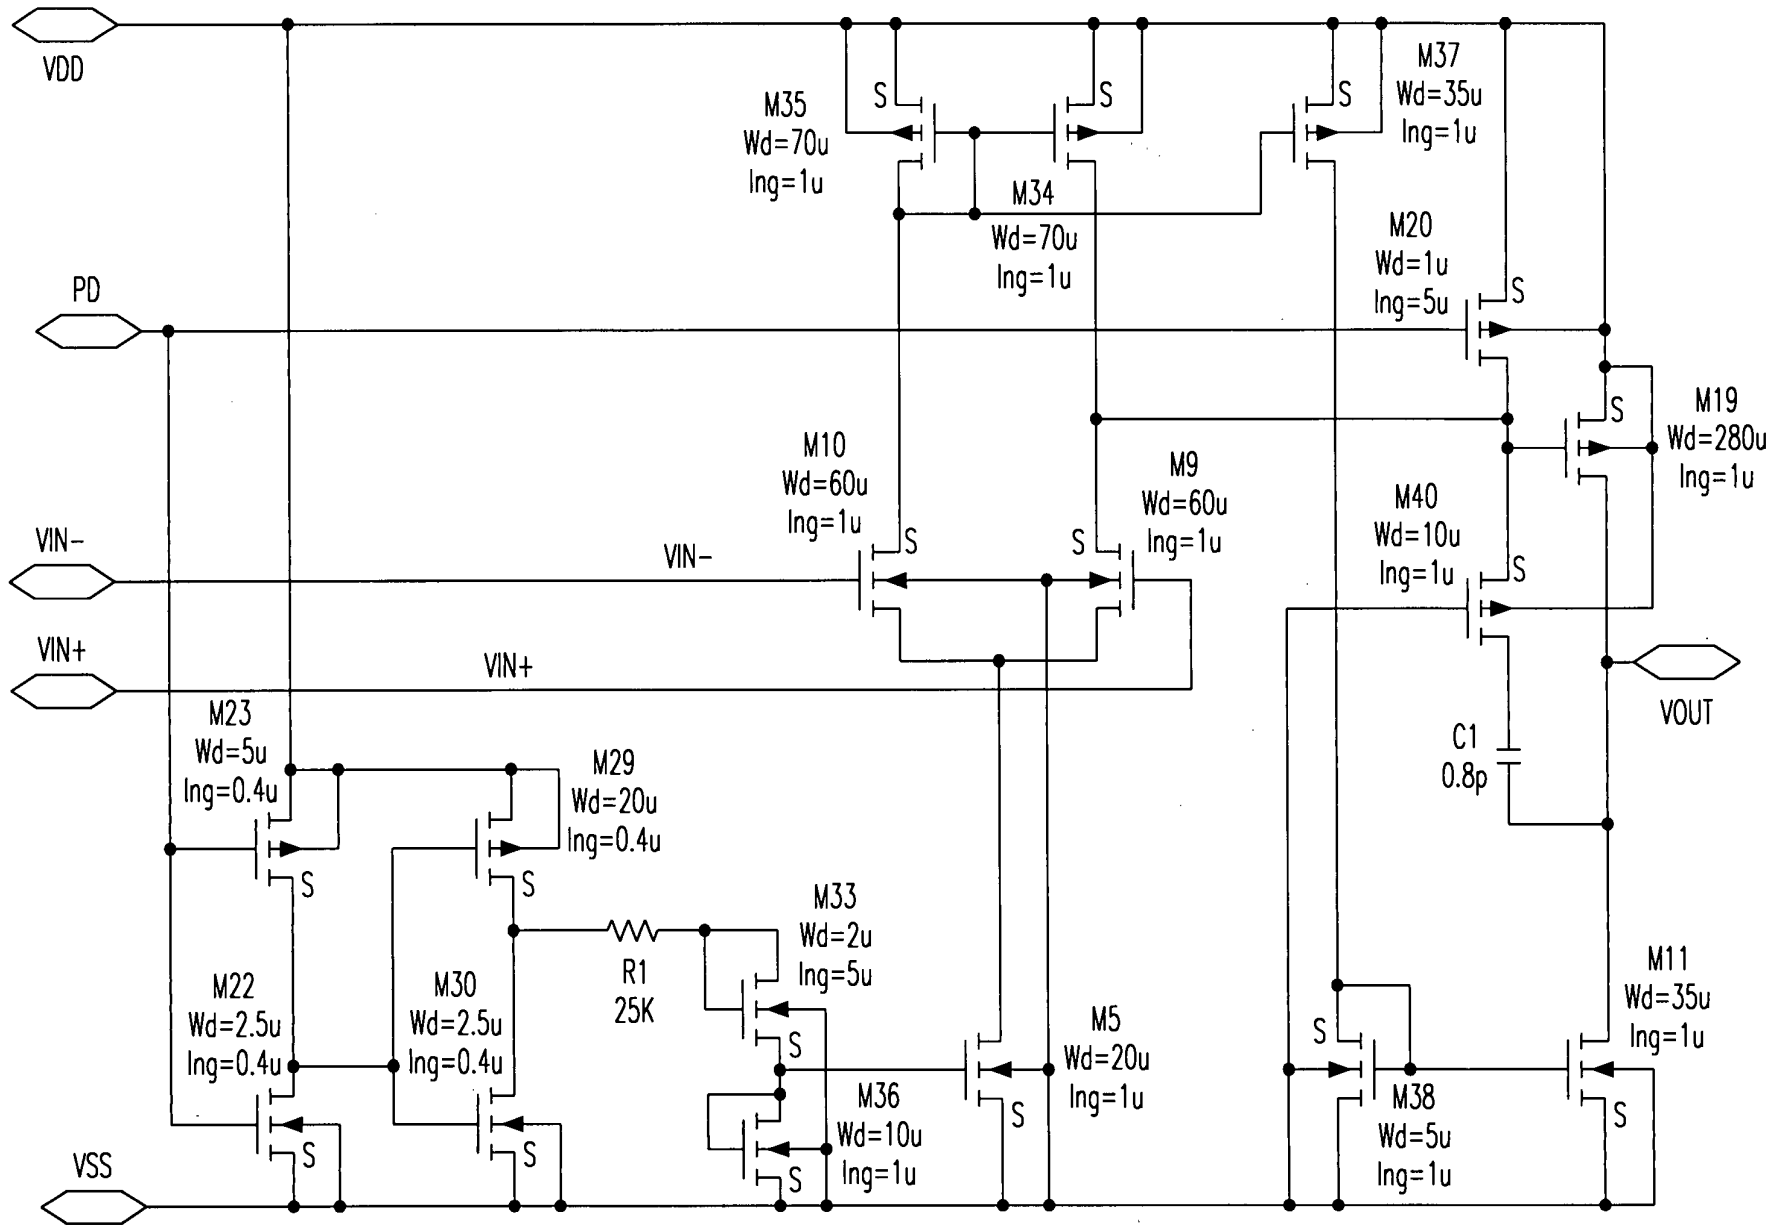 VDD
PD
VIN-
VIN+
VSS
VOUT
VIN-
VIN+
M35
Wd=70u
lng=1u
S
M34
Wd=70u
lng=1u
S
M37
Wd=35u
lng=1u
S
M20
Wd=1u
lng=5u
S
M19
Wd=280u
lng=1u
S
M10
Wd=60u
lng=1u
S
M9
Wd=60u
lng=1u
S
M40
Wd=10u
lng=1u
S
C1
0.8p
M23
Wd=5u
lng=0.4u
S
M29
Wd=20u
lng=0.4u
S
M22
Wd=2.5u
lng=0.4u
S
M30
Wd=2.5u
lng=0.4u
S
R1
25K
M33
Wd=2u
lng=5u
S
M36
Wd=10u
lng=1u
S
M5
Wd=20u
lng=1u
S
M38
Wd=5u
lng=1u
S
M11
Wd=35u
lng=1u
S